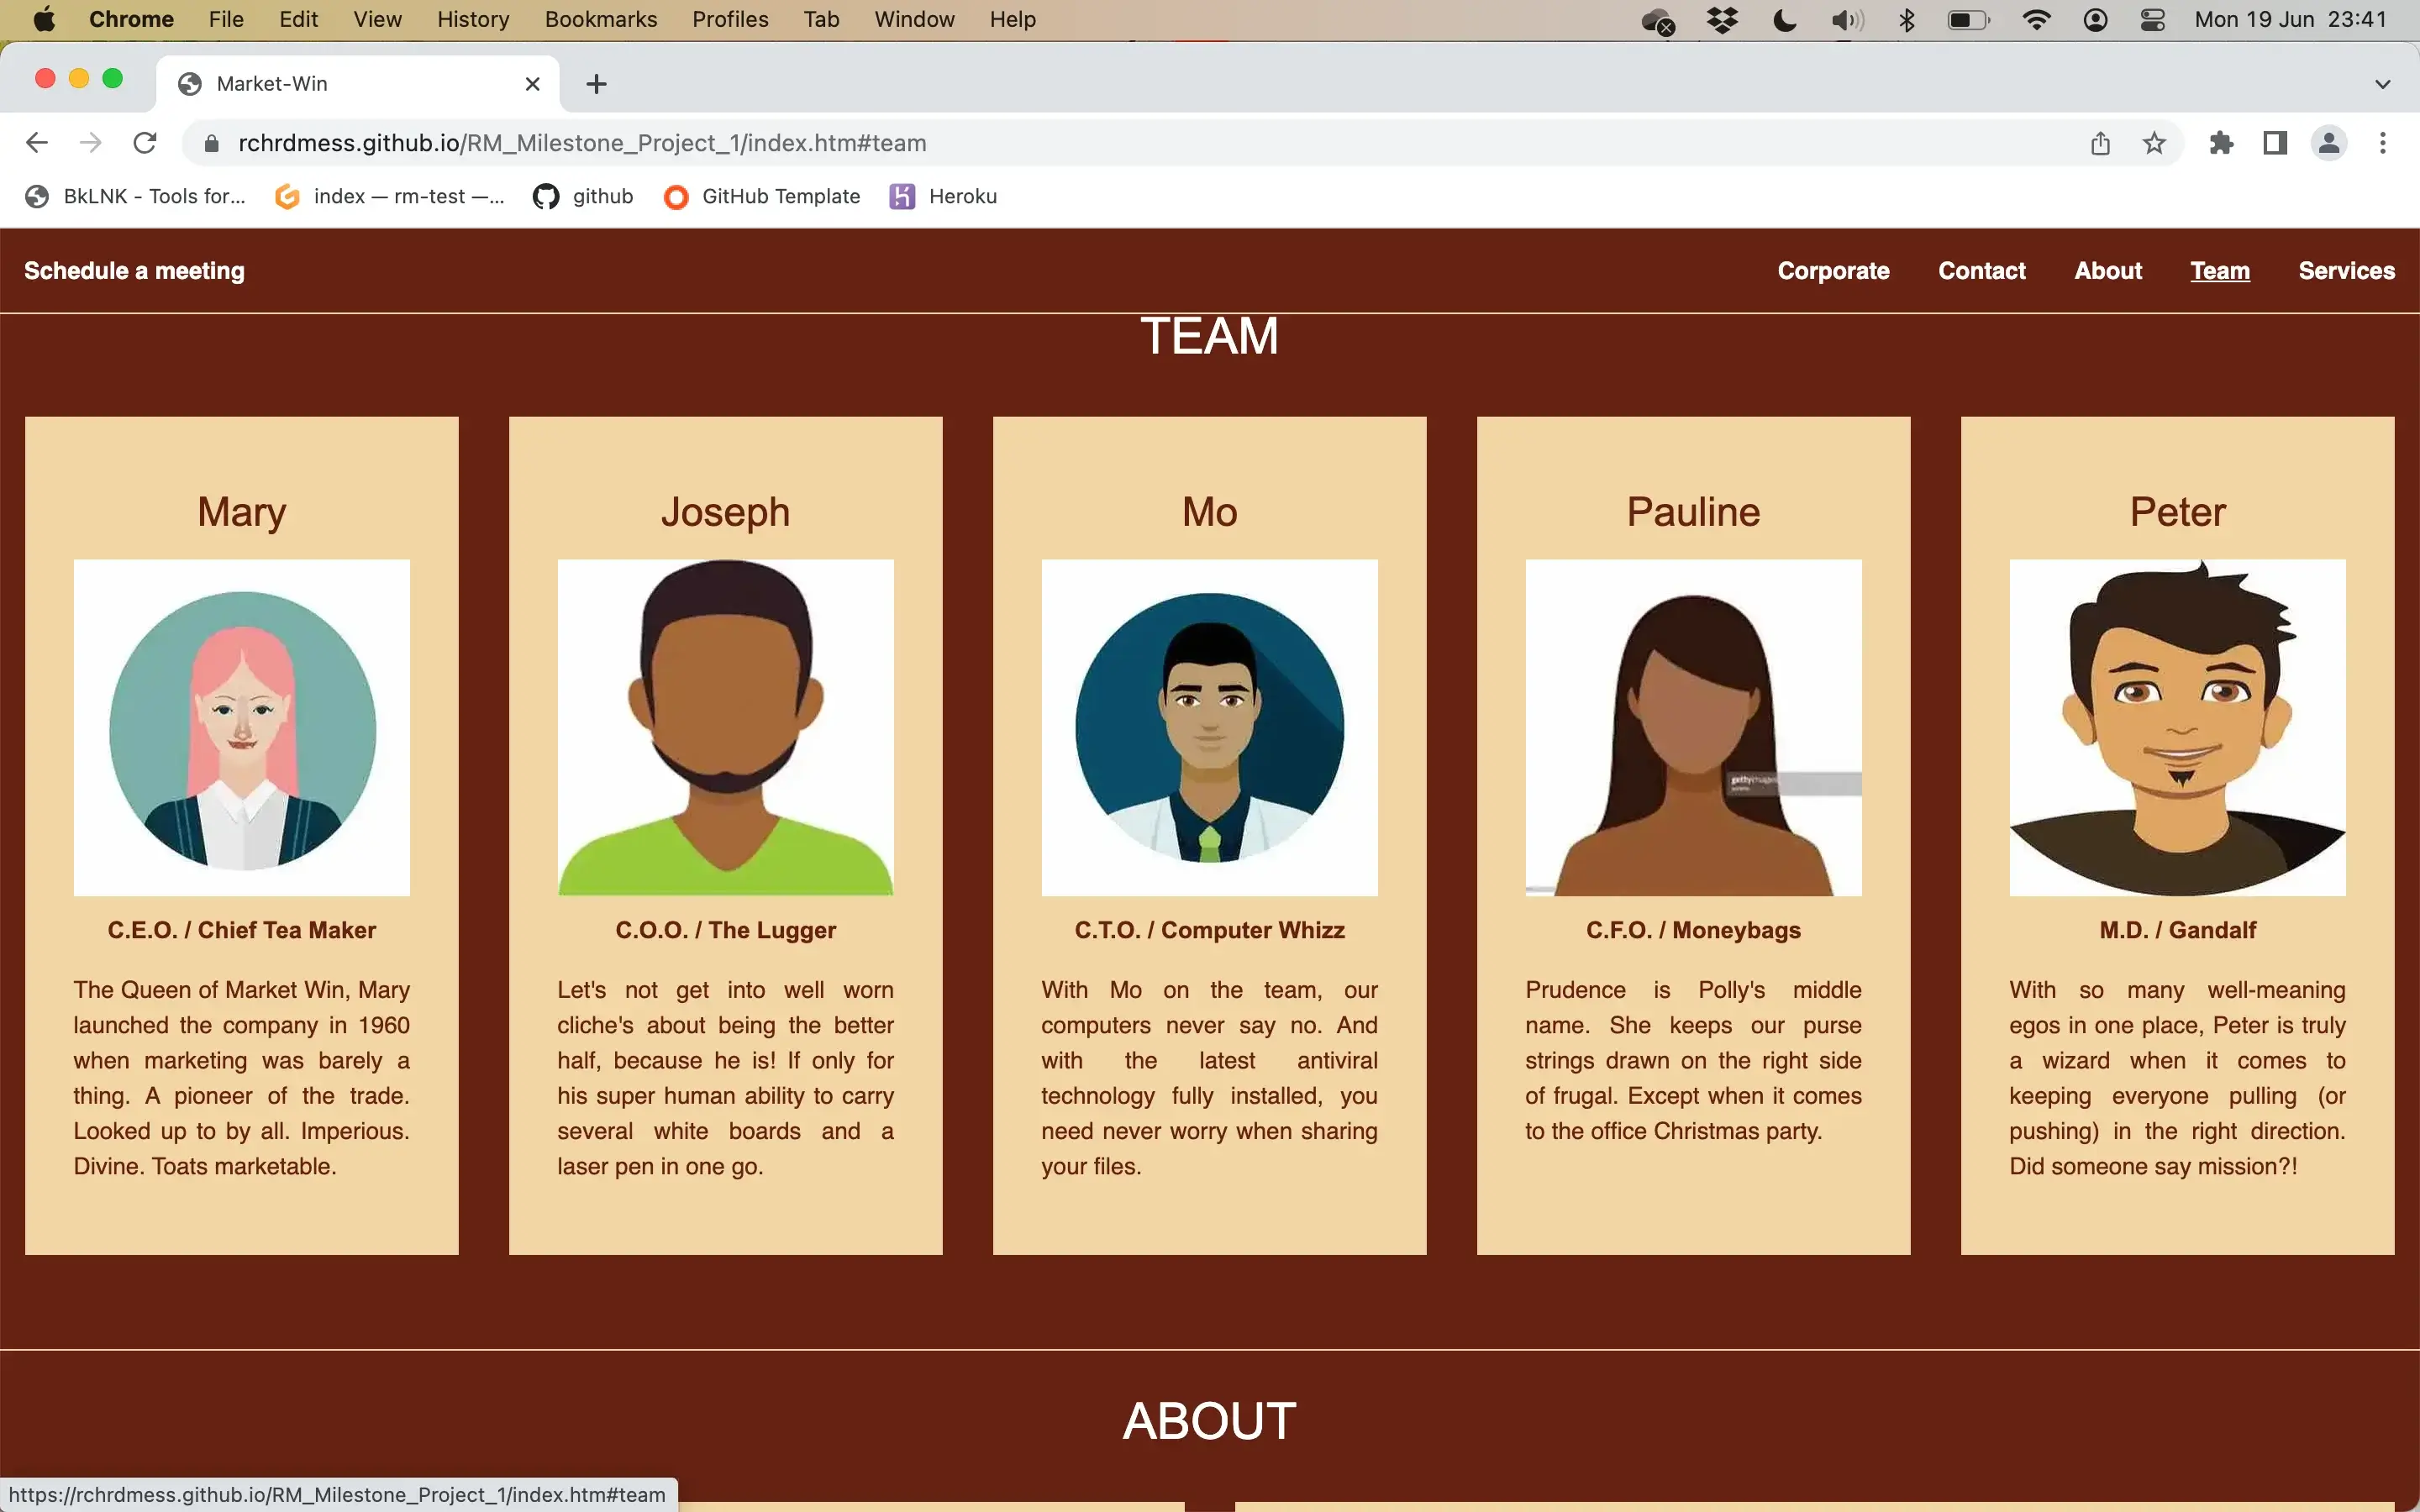 Chrome File Edit View History Bookmarks Profiles Tab Window Help Mon 19 Jun 23:41
Market-Win
rchrdmess.github.io/RM_Milestone_Project_1/index.htm#team
BkLNK - Tools for... index — rm-test —... github GitHub Template Heroku
Schedule a meeting Corporate Contact About Team Services
TEAM
Mary
C.E.O. / Chief Tea Maker
The Queen of Market Win, Mary
launched the company in 1960
when marketing was barely a
thing. A pioneer of the trade.
Looked up to by all. Imperious.
Divine. Toats marketable.
Joseph
C.O.O. / The Lugger
Let's not get into well worn
cliche's about being the better
half, because he is! If only for
his super human ability to carry
several white boards and a
laser pen in one go.
Mo
C.T.O. / Computer Whizz
With Mo on the team, our
computers never say no. And
with the latest antiviral
technology fully installed, you
need never worry when sharing
your files.
Pauline
gettyimages
C.F.O. / Moneybags
Prudence is Polly's middle
name. She keeps our purse
strings drawn on the right side
of frugal. Except when it comes
to the office Christmas party.
Peter
M.D. / Gandalf
With so many well-meaning
egos in one place, Peter is truly
a wizard when it comes to
keeping everyone pulling (or
pushing) in the right direction.
Did someone say mission?!
ABOUT
https://rchrdmess.github.io/RM_Milestone_Project_1/index.htm#team